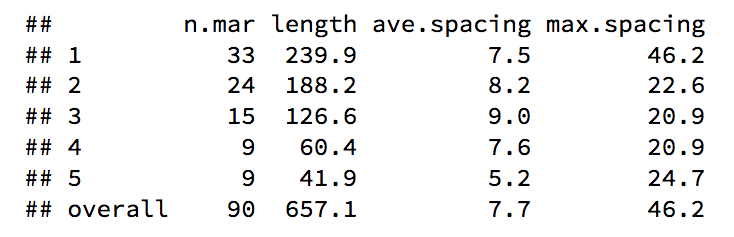 ##         n.mar length ave.spacing max.spacing
## 1          33  239.9         7.5        46.2
## 2          24  188.2         8.2        22.6
## 3          15  126.6         9.0        20.9
## 4           9   60.4         7.6        20.9
## 5           9   41.9         5.2        24.7
## overall    90  657.1         7.7        46.2